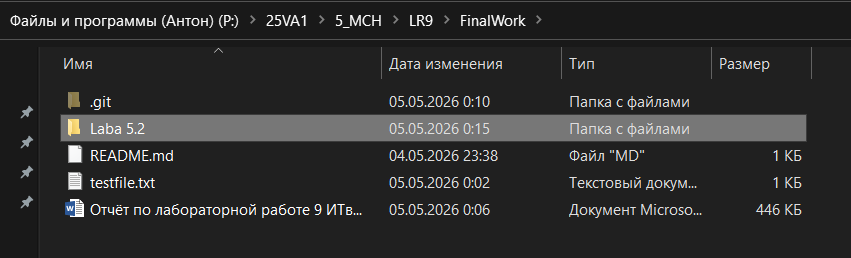 Файлы и программы (Антон) (P:) > 25VA1 > 5_MCH > LR9 > FinalWork >
Имя Дата изменения Тип Размер
.git 05.05.2026 0:10 Папка с файлами
Laba 5.2 05.05.2026 0:15 Папка с файлами
README.md 04.05.2026 23:38 Файл "MD" 1 КБ
testfile.txt 05.05.2026 0:02 Текстовый докум... 1 КБ
Отчёт по лабораторной работе 9 ИТв... 05.05.2026 0:06 Документ Microso... 446 КБ